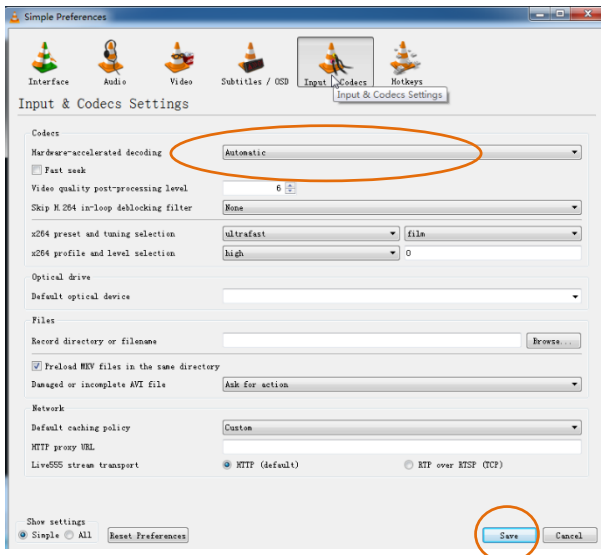 Simple Preferences
Interface Audio Video Subtitles / OSD Input / Codecs Hotkeys
Input & Codecs Settings
Input & Codecs Settings
Codecs
Hardware-accelerated decoding Automatic
Fast seek
Video quality post-processing level 6
Skip H.264 in-loop deblocking filter None
x264 preset and tuning selection ultrafast film
x264 profile and level selection high 0
Optical drive
Default optical device
Files
Record directory or filename Browse...
Preload MKV files in the same directory
Damaged or incomplete AVI file Ask for action
Network
Default caching policy Custom
HTTP proxy URL
Live555 stream transport HTTP (default) RTP over RTSP (TCP)
Show settings
Simple All Reset Preferences Save Cancel